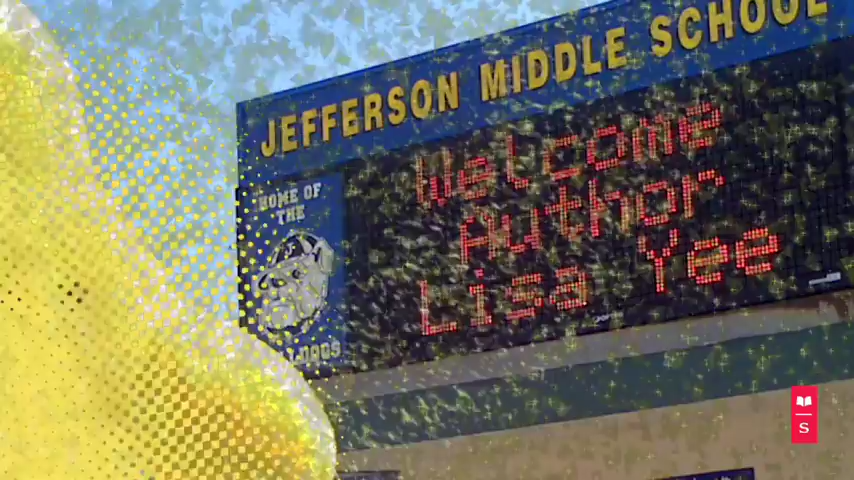 JEFFERSON MIDDLE SCHOOL
Welcome
Author
Lisa Yee
HOME OF
THE
S